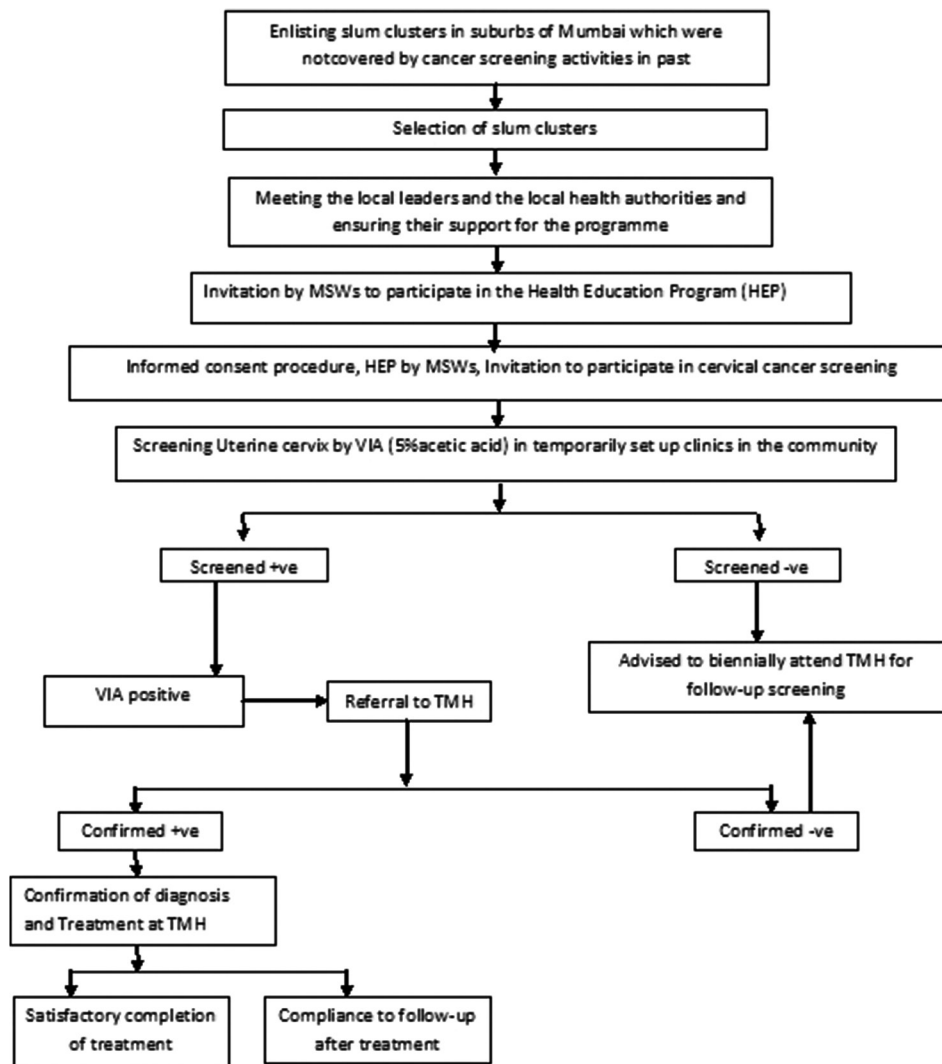 Enlisting slum clusters in suburbs of Mumbai which were
notcovered by cancer screening activities in past
Selection of slum clusters
Meeting the local leaders and the local health authorities and
ensuring their support for the programme
Invitation by MSWs to participate in the Health Education Program (HEP)
Informed consent procedure, HEP by MSWs, Invitation to participate in cervical cancer screening
Screening Uterine cervix by VIA (5%acetic acid) in temporarily set up clinics in the community
Screened +ve
Screened -ve
Advised to biennially attend TMH for
follow-up screening
VIA positive
Referral to TMH
Confirmed +ve
Confirmed -ve
Confirmation of diagnosis
and Treatment at TMH
Satisfactory completion
of treatment
Compliance to follow-up
after treatment